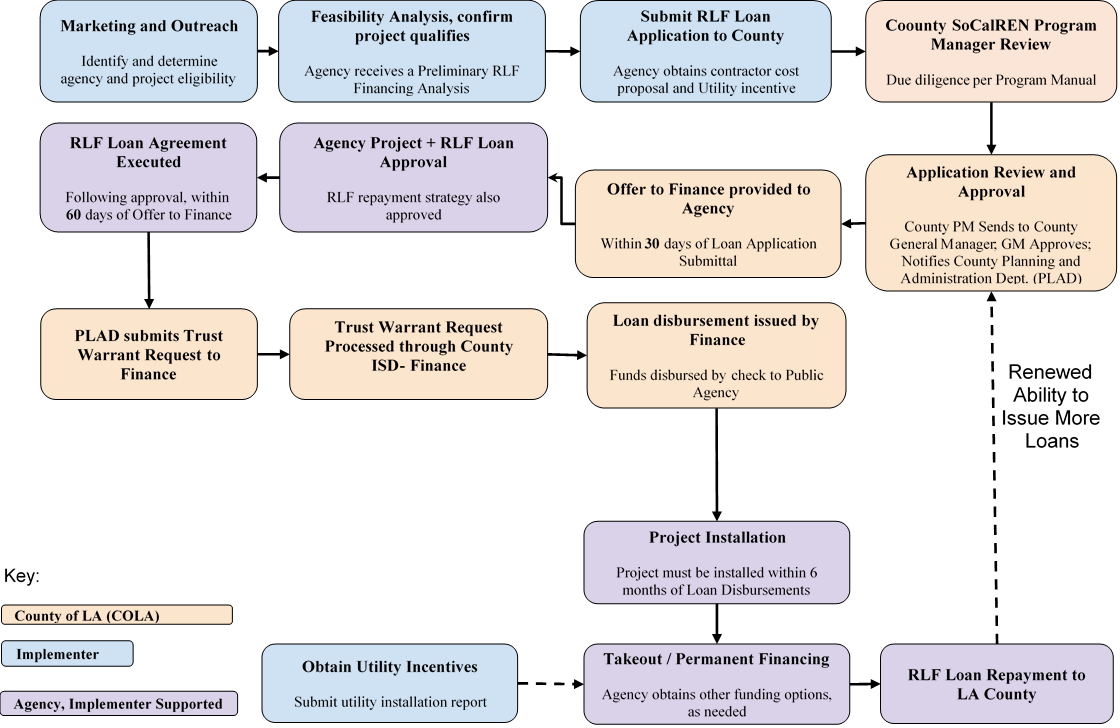 Marketing and Outreach
Identify and determine
agency and project eligibility
Feasibility Analysis, confirm
project qualifies
Agency receives a Preliminary RLF
Financing Analysis
Submit RLF Loan
Application to County
Agency obtains contractor cost
proposal and Utility incentive
Coounty SoCalREN Program
Manager Review
Due diligence per Program Manual
RLF Loan Agreement
Executed
Following approval, within
60 days of Offer to Finance
Agency Project + RLF Loan
Approval
RLF repayment strategy also
approved
Offer to Finance provided to
Agency
Within 30 days of Loan Application
Submittal
Application Review and
Approval
County PM Sends to County
General Manager; GM Approves;
Notifies County Planning and
Administration Dept. (PLAD)
PLAD submits Trust
Warrant Request to
Finance
Trust Warrant Request
Processed through County
ISD- Finance
Loan disbursement issued by
Finance
Funds disbursed by check to Public
Agency
Renewed
Ability to
Issue More
Loans
Project Installation
Project must be installed within 6
months of Loan Disbursements
Key:
County of LA (COLA)
Implementer
Agency, Implementer Supported
Obtain Utility Incentives
Submit utility installation report
Takeout / Permanent Financing
Agency obtains other funding options,
as needed
RLF Loan Repayment to
LA County